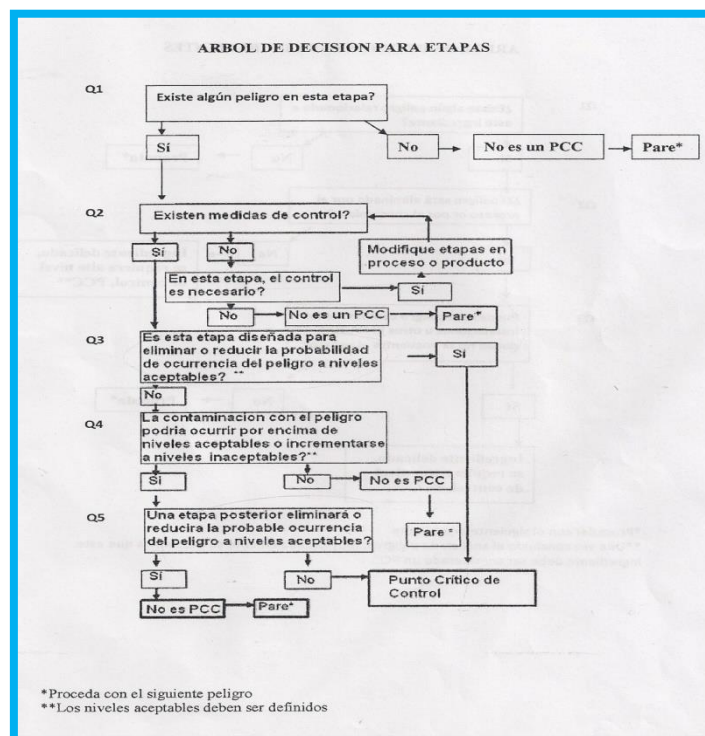 ARBOL DE DECISION PARA ETAPAS
Q1
Existe algún peligro en esta etapa?
Sí
No
No es un PCC
Pare*
Q2
Existen medidas de control?
Sí
No
Modifique etapas en
proceso o producto
En esta etapa, el control
es necesario?
Sí
No
No es un PCC
Pare*
Q3
Es esta etapa diseñada para
eliminar o reducir la probabilidad
de ocurrencia del peligro a niveles
aceptables? **
Sí
No
Q4
La contaminacion con el peligro
podria ocurrir por encima de
niveles aceptables o incrementarse
a niveles inaceptables?**
Sí
No
No es PCC
Pare *
Q5
Una etapa posterior eliminará o
reducira la probable ocurrencia
del peligro a niveles aceptables?
Sí
No
Punto Crítico de
Control
No es PCC
Pare*
*Proceda con el siguiente peligro
**Los niveles aceptables deben ser definidos